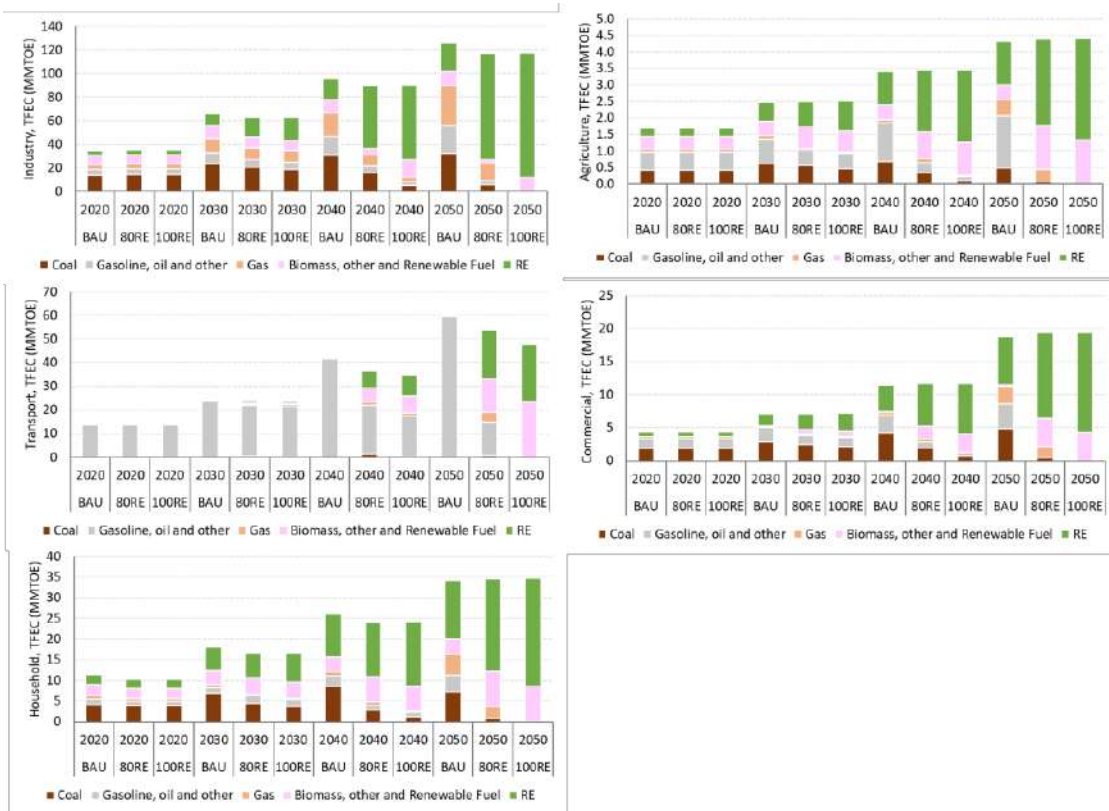 Industry, TFEC (MMTOE)
140
120
100
80
60
40
20
0
2020 2020 2020 2030 2030 2030 2040 2040 2040 2050 2050 2050
BAU 80RE 100RE BAU 80RE 100RE BAU 80RE 100RE BAU 80RE 100RE
Coal Gasoline, oil and other Gas Biomass, other and Renewable Fuel RE
Agriculture, TFEC (MMTOE)
5.0
4.5
4.0
3.5
3.0
2.5
2.0
1.5
1.0
0.5
0.0
2020 2020 2020 2030 2030 2030 2040 2040 2040 2050 2050 2050
BAU 80RE 100RE BAU 80RE 100RE BAU 80RE 100RE BAU 80RE 100RE
Coal Gasoline, oil and other Gas Biomass, other and Renewable Fuel RE
Transport, TFEC (MMTOE)
70
60
50
40
30
20
10
0
2020 2020 2020 2030 2030 2030 2040 2040 2040 2050 2050 2050
BAU 80RE 100RE BAU 80RE 100RE BAU 80RE 100RE BAU 80RE 100RE
Coal Gasoline, oil and other Gas Biomass, other and Renewable Fuel RE
Commercial, TFEC (MMTOE)
25
20
15
10
5
0
2020 2020 2020 2030 2030 2030 2040 2040 2040 2050 2050 2050
BAU 80RE 100RE BAU 80RE 100RE BAU 80RE 100RE BAU 80RE 100RE
Coal Gasoline, oil and other Gas Biomass, other and Renewable Fuel RE
Household, TFEC (MMTOE)
40
35
30
25
20
15
10
5
0
2020 2020 2020 2030 2030 2030 2040 2040 2040 2050 2050 2050
BAU 80RE 100RE BAU 80RE 100RE BAU 80RE 100RE BAU 80RE 100RE
Coal Gasoline, oil and other Gas Biomass, other and Renewable Fuel RE